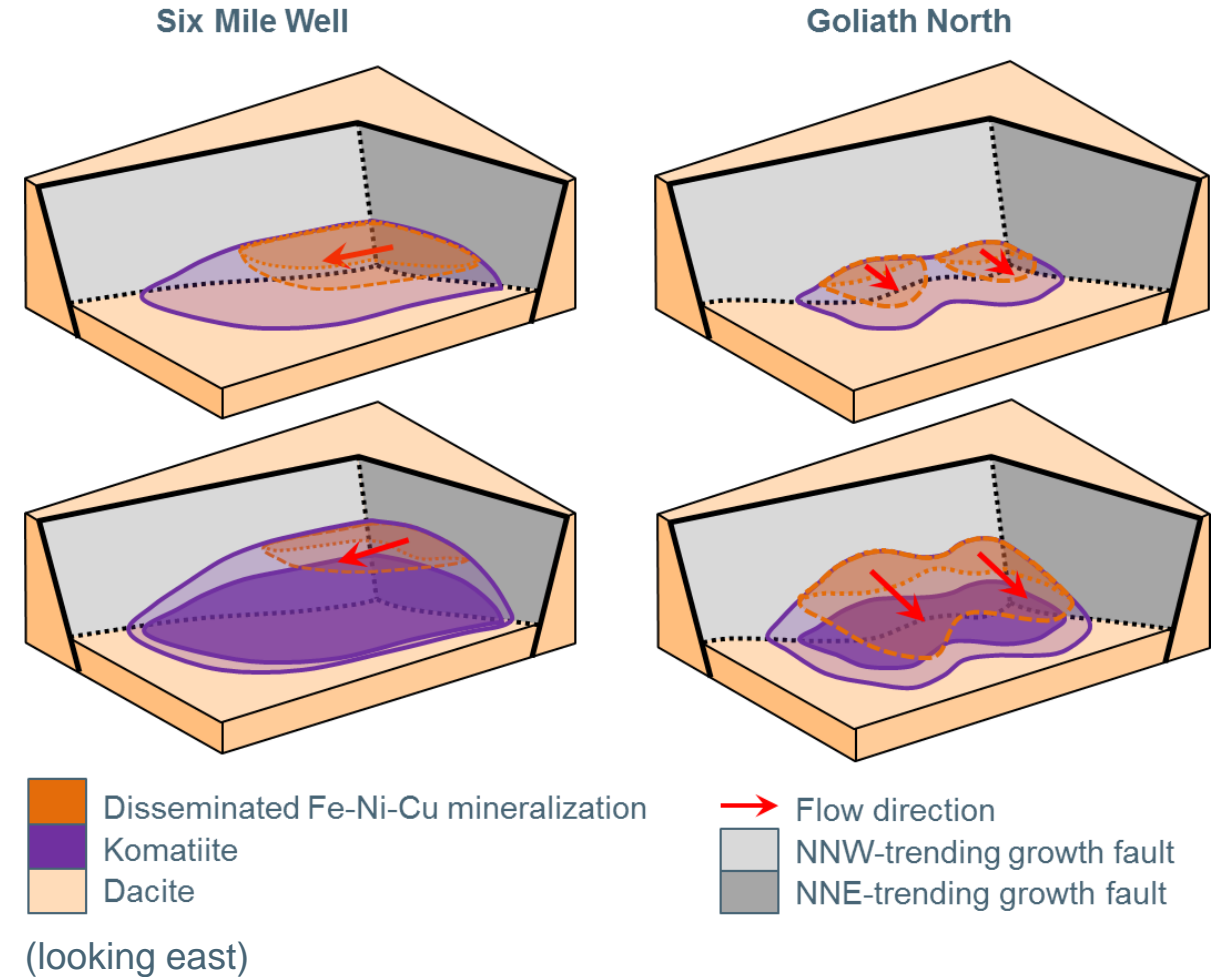 Six Mile Well
Goliath North
Disseminated Fe-Ni-Cu mineralization
Komatiite
Dacite
Flow direction
NNW-trending growth fault
NNE-trending growth fault
(looking east)